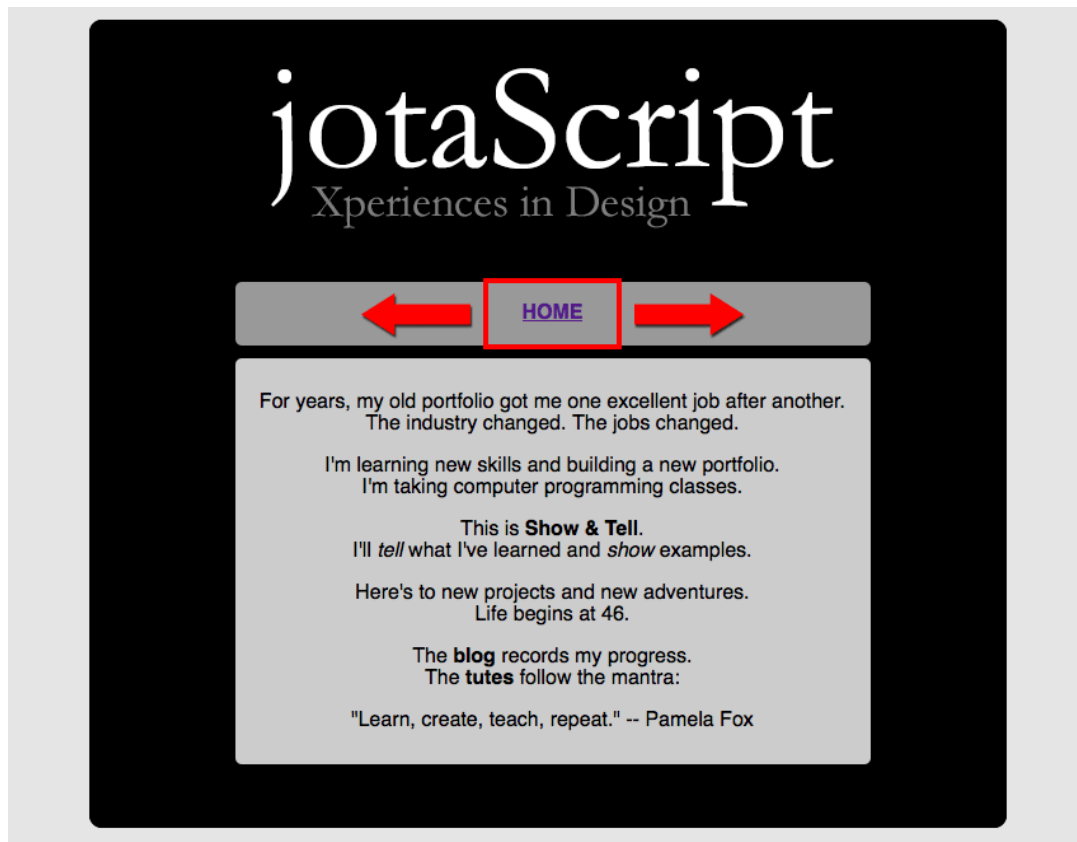 jotaScript
Xperiences in Design
HOME
For years, my old portfolio got me one excellent job after another.
The industry changed. The jobs changed.
I'm learning new skills and building a new portfolio.
I'm taking computer programming classes.
This is Show & Tell.
I'll tell what I've learned and show examples.
Here's to new projects and new adventures.
Life begins at 46.
The blog records my progress.
The tutes follow the mantra:
"Learn, create, teach, repeat." -- Pamela Fox